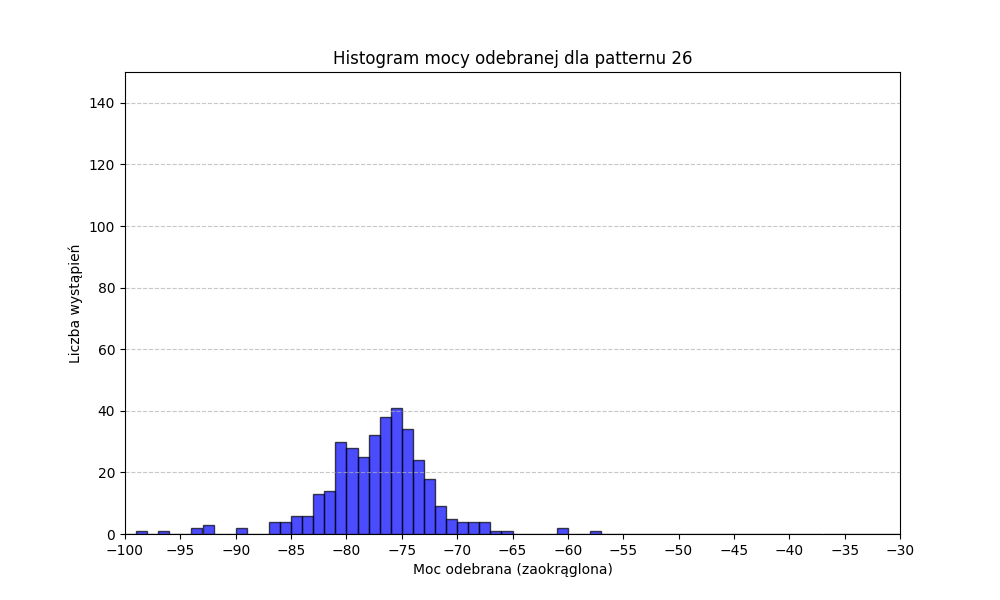 Histogram mocy odebranej dla patternu 26
Liczba wystąpień
140
120
100
80
60
40
20
0
−100 −95 −90 −85 −80 −75 −70 −65 −60 −55 −50 −45 −40 −35 −30
Moc odebrana (zaokrąglona)